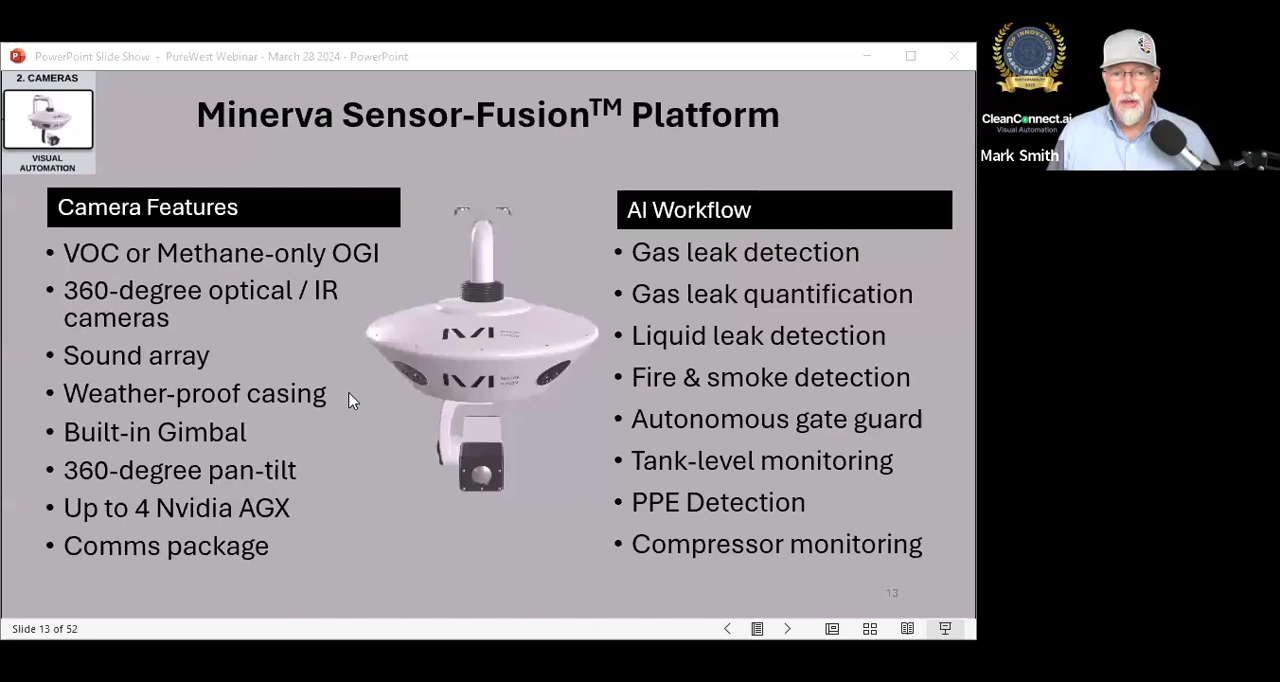 PowerPoint Slide Show - PureWest Webinar - March 28 2024 - PowerPoint
2. CAMERAS
VISUAL
AUTOMATION
Minerva Sensor-Fusion™ Platform
Camera Features
• VOC or Methane-only OGI
• 360-degree optical / IR
cameras
• Sound array
• Weather-proof casing
• Built-in Gimbal
• 360-degree pan-tilt
• Up to 4 Nvidia AGX
• Comms package
AI Workflow
• Gas leak detection
• Gas leak quantification
• Liquid leak detection
• Fire & smoke detection
• Autonomous gate guard
• Tank-level monitoring
• PPE Detection
• Compressor monitoring
13
Slide 13 of 52
TOP INNOVATOR
DARCY PARTNERS
CleanConnect.ai
Visual Automation
Mark Smith